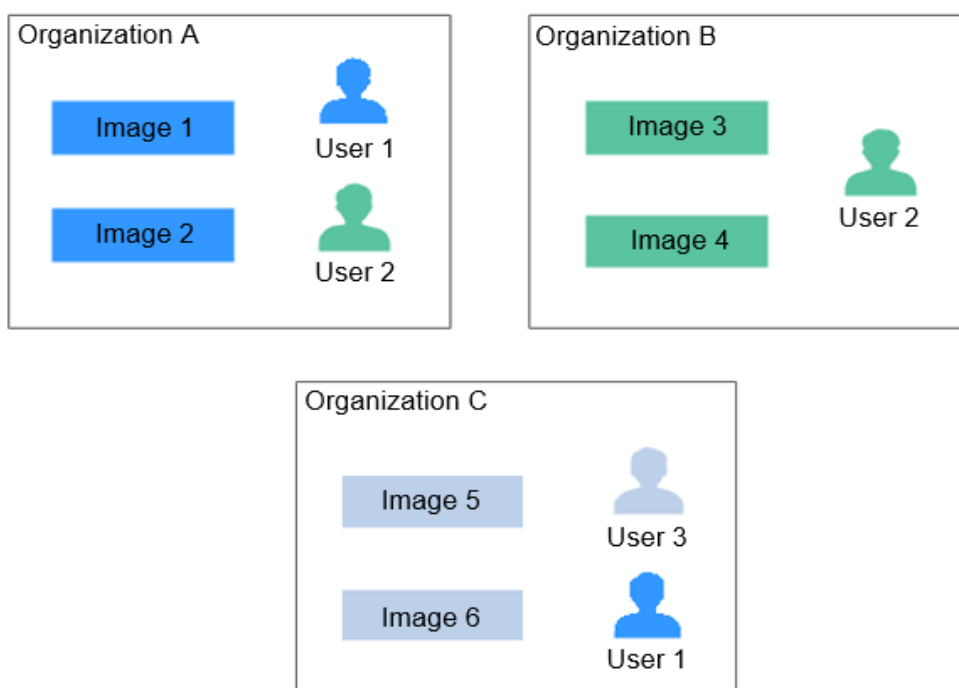 Organization A
Image 1
User 1
Image 2
User 2
Organization B
Image 3
User 2
Image 4
Organization C
Image 5
User 3
Image 6
User 1